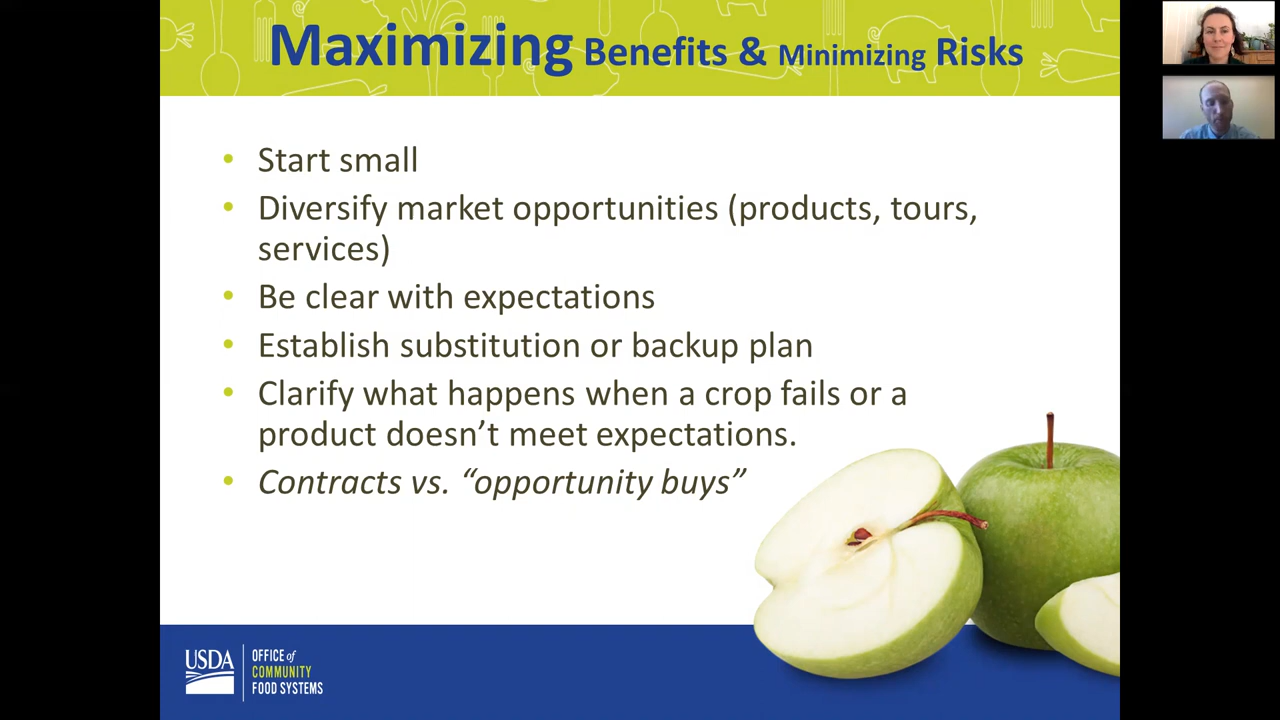 Maximizing Benefits & Minimizing Risks
• Start small
• Diversify market opportunities (products, tours,
services)
• Be clear with expectations
• Establish substitution or backup plan
• Clarify what happens when a crop fails or a
product doesn’t meet expectations.
• Contracts vs. “opportunity buys”
USDA
OFFICE of
COMMUNITY
FOOD SYSTEMS